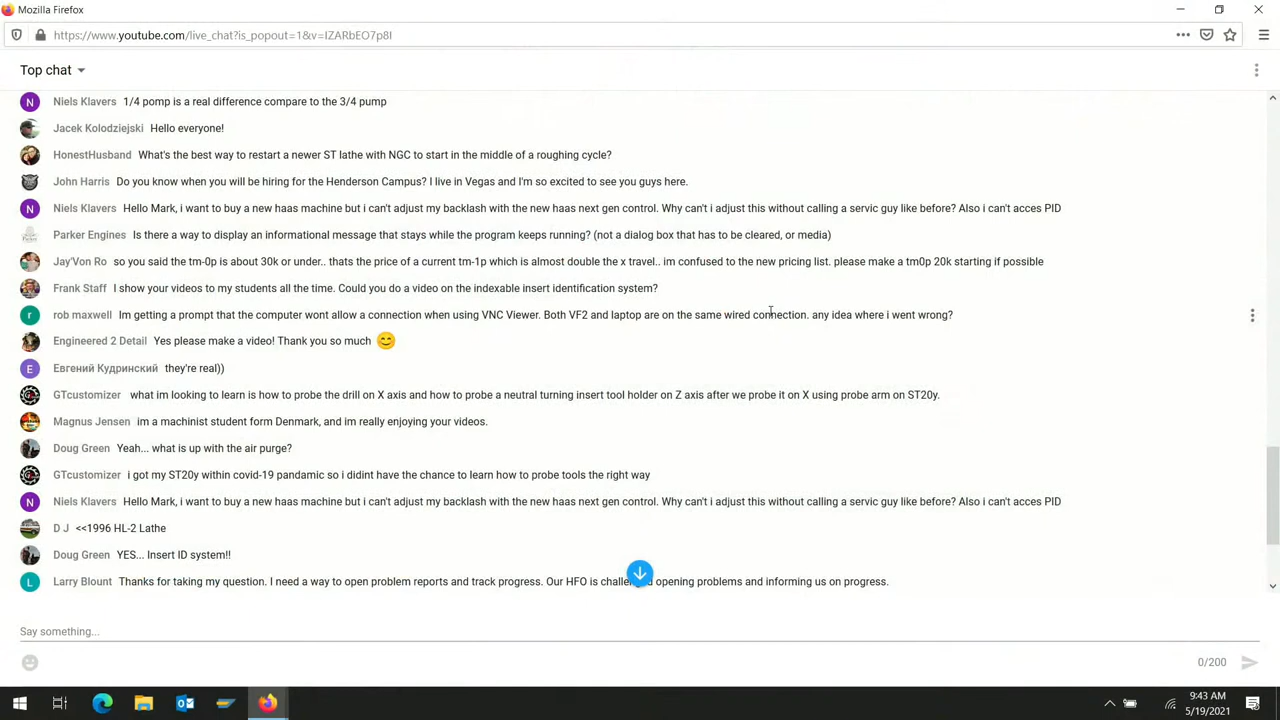 Mozilla Firefox
https://www.youtube.com/live_chat?is_popout=1&v=IZARbEO7p8I
Top chat
N Niels Klavers 1/4 pomp is a real difference compare to the 3/4 pump
Jacek Kolodziejski Hello everyone!
HonestHusband What's the best way to restart a newer ST lathe with NGC to start in the middle of a roughing cycle?
John Harris Do you know when you will be hiring for the Henderson Campus? I live in Vegas and I'm so excited to see you guys here.
N Niels Klavers Hello Mark, i want to buy a new haas machine but i can't adjust my backlash with the new haas next gen control. Why can't i adjust this without calling a servic guy like before? Also i can't acces PID
Parker Engines Is there a way to display an informational message that stays while the program keeps running? (not a dialog box that has to be cleared, or media)
Jay'Von Ro so you said the tm-0p is about 30k or under.. thats the price of a current tm-1p which is almost double the x travel.. im confused to the new pricing list. please make a tm0p 20k starting if possible
Frank Staff I show your videos to my students all the time. Could you do a video on the indexable insert identification system?
r rob maxwell Im getting a prompt that the computer wont allow a connection when using VNC Viewer. Both VF2 and laptop are on the same wired connection. any idea where i went wrong?
Engineered 2 Detail Yes please make a video! Thank you so much 😊
Е Евгений Кудринский they're real))
GTcustomizer what im looking to learn is how to probe the drill on X axis and how to probe a neutral turning insert tool holder on Z axis after we probe it on X using probe arm on ST20y.
Magnus Jensen im a machinist student form Denmark, and im really enjoying your videos.
Doug Green Yeah... what is up with the air purge?
GTcustomizer i got my ST20y within covid-19 pandemic so i didint have the chance to learn how to probe tools the right way
N Niels Klavers Hello Mark, i want to buy a new haas machine but i can't adjust my backlash with the new haas next gen control. Why can't i adjust this without calling a servic guy like before? Also i can't acces PID
D J <<1996 HL-2 Lathe
Doug Green YES... Insert ID system!!
L Larry Blount Thanks for taking my question. I need a way to open problem reports and track progress. Our HFO is opening problems and informing us on progress.
Say something...
0/200
9:43 AM
5/19/2021